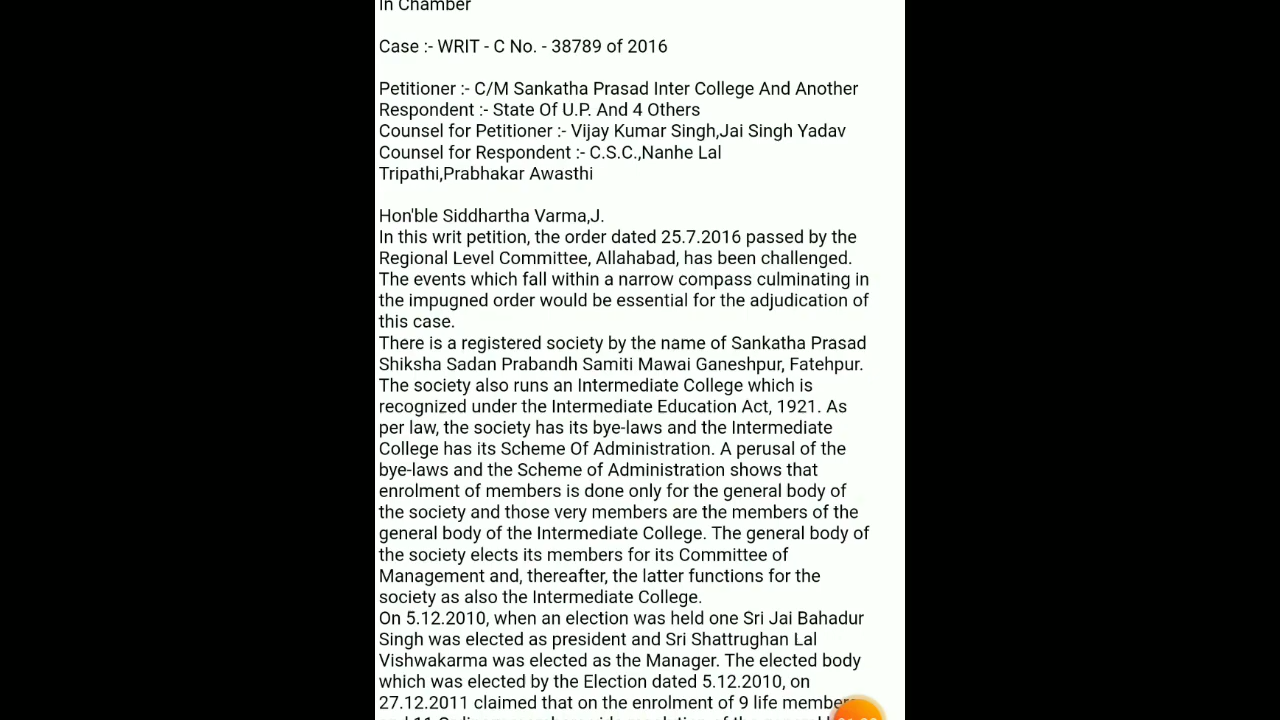 In Chamber
Case :- WRIT - C No. - 38789 of 2016
Petitioner :- C/M Sankatha Prasad Inter College And Another
Respondent :- State Of U.P. And 4 Others
Counsel for Petitioner :- Vijay Kumar Singh,Jai Singh Yadav
Counsel for Respondent :- C.S.C.,Nanhe Lal
Tripathi,Prabhakar Awasthi
Hon'ble Siddhartha Varma,J.
In this writ petition, the order dated 25.7.2016 passed by the
Regional Level Committee, Allahabad, has been challenged.
The events which fall within a narrow compass culminating in
the impugned order would be essential for the adjudication of
this case.
There is a registered society by the name of Sankatha Prasad
Shiksha Sadan Prabandh Samiti Mawai Ganeshpur, Fatehpur.
The society also runs an Intermediate College which is
recognized under the Intermediate Education Act, 1921. As
per law, the society has its bye-laws and the Intermediate
College has its Scheme Of Administration. A perusal of the
bye-laws and the Scheme of Administration shows that
enrolment of members is done only for the general body of
the society and those very members are the members of the
general body of the Intermediate College. The general body of
the society elects its members for its Committee of
Management and, thereafter, the latter functions for the
society as also the Intermediate College.
On 5.12.2010, when an election was held one Sri Jai Bahadur
Singh was elected as president and Sri Shattrughan Lal
Vishwakarma was elected as the Manager. The elected body
which was elected by the Election dated 5.12.2010, on
27.12.2011 claimed that on the enrolment of 9 life members